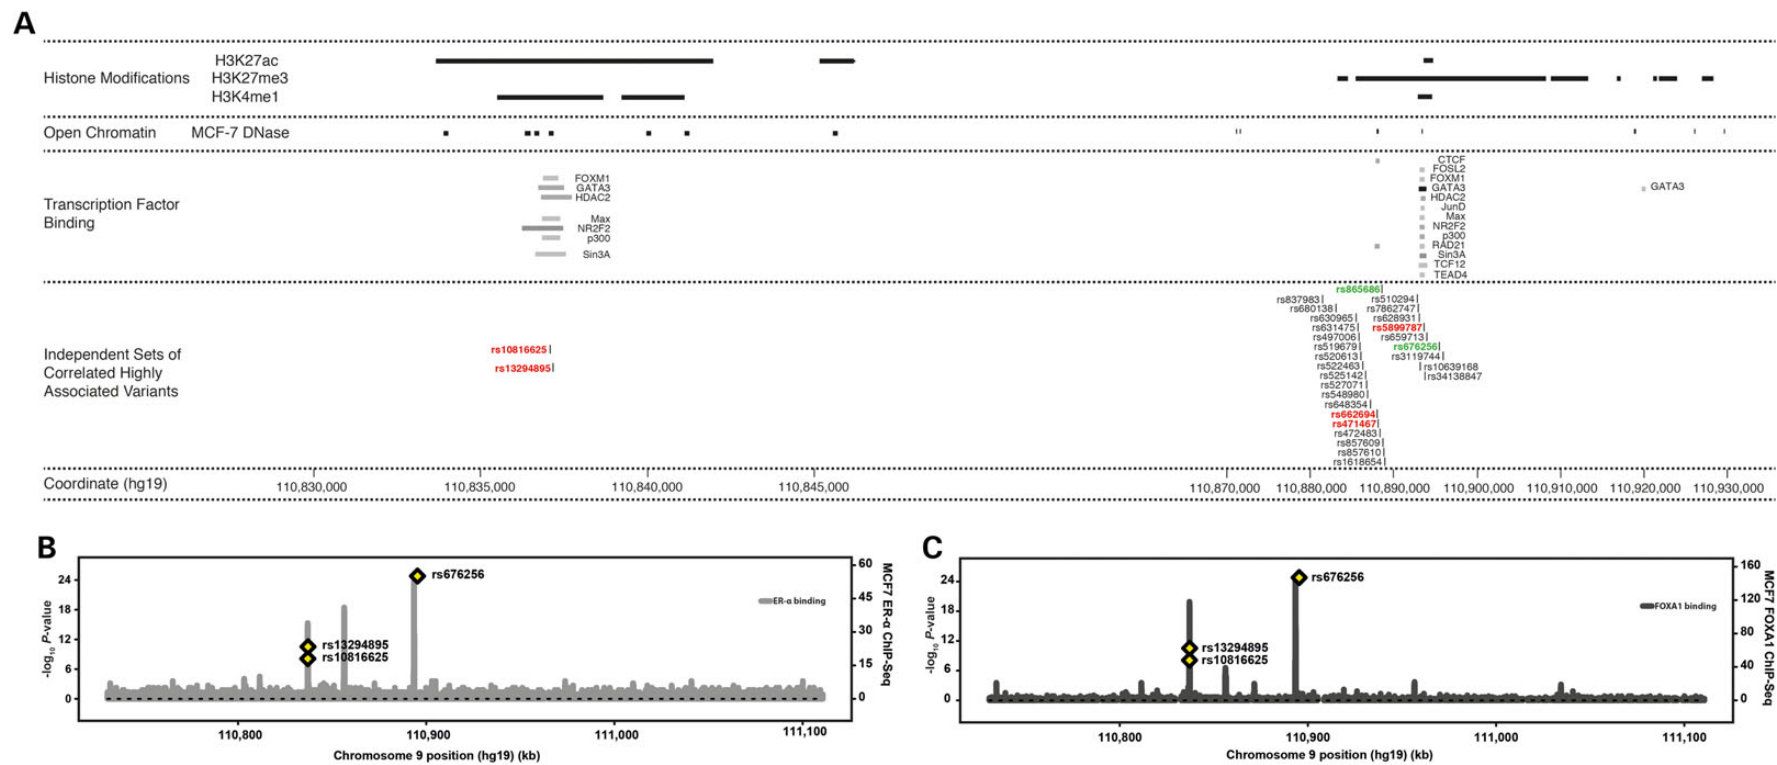 A
Histone Modifications
H3K27ac
H3K27me3
H3K4me1
Open Chromatin MCF-7 DNase
Transcription Factor
Binding
FOXM1
GATA3
HDAC2
Max
NR2F2
p300
Sin3A
CTCF
FOSL2
FOXM1
GATA3
HDAC2
JunD
Max
NR2F2
p300
RAD21
Sin3A
TCF12
TEAD4
GATA3
Independent Sets of
Correlated Highly
Associated Variants
rs10816625
rs13294895
rs865686
rs837983
rs680138
rs630965
rs631475
rs497006
rs519679
rs520613
rs522463
rs525142
rs527071
rs548980
rs648354
rs662694
rs471467
rs472483
rs857609
rs857610
rs1618654
rs510294
rs7862747
rs628931
rs5899787
rs659713
rs676256
rs3119744
rs10639168
rs34138847
Coordinate (hg19) 110,830,000 110,835,000 110,840,000 110,845,000 110,870,000 110,880,000 110,890,000 110,900,000 110,910,000 110,920,000 110,930,000
B
-log10 P-value
24
18
12
6
0
rs676256
rs13294895
rs10816625
ER-α binding
60
45
30
15
0
MCF7 ER-α ChIP-Seq
110,800 110,900 111,000 111,100
Chromosome 9 position (hg19) (kb)
C
-log10 P-value
24
18
12
6
0
rs676256
rs13294895
rs10816625
FOXA1 binding
160
120
80
40
0
MCF7 FOXA1 ChIP-Seq
110,800 110,900 111,000 111,100
Chromosome 9 position (hg19) (kb)